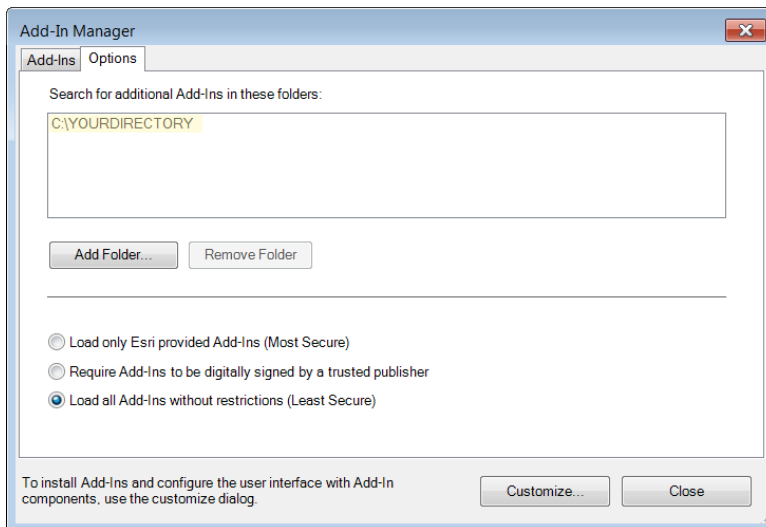 Add-In Manager
Add-Ins
Options
Search for additional Add-Ins in these folders:
C:\YOURDIRECTORY
Add Folder...
Remove Folder
Load only Esri provided Add-Ins (Most Secure)
Require Add-Ins to be digitally signed by a trusted publisher
Load all Add-Ins without restrictions (Least Secure)
To install Add-Ins and configure the user interface with Add-In
components, use the customize dialog.
Customize...
Close